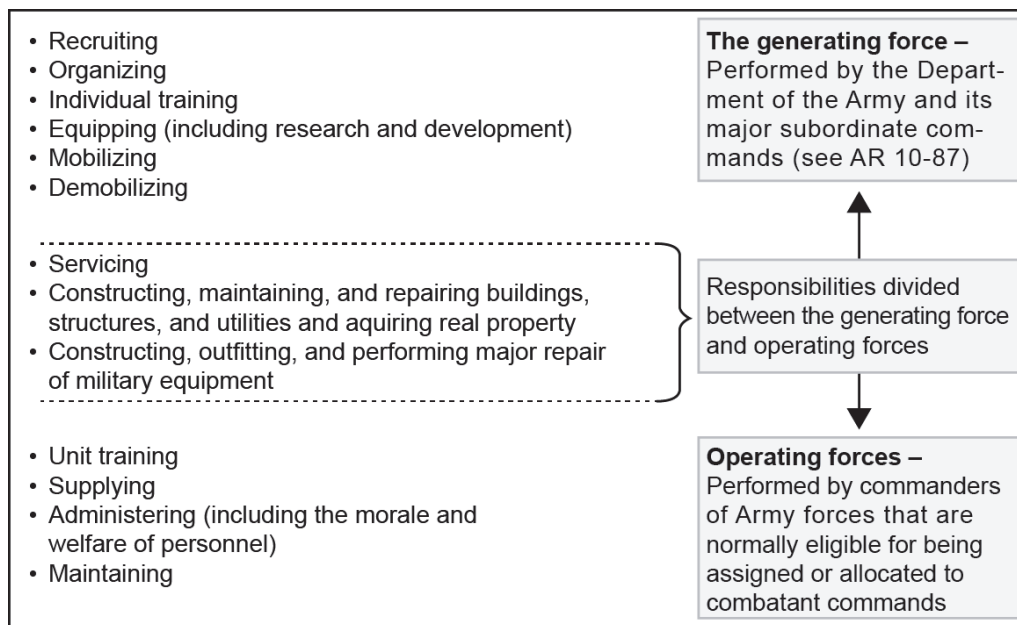 • Recruiting
• Organizing
• Individual training
• Equipping (including research and development)
• Mobilizing
• Demobilizing
The generating force –
Performed by the Depart-
ment of the Army and its
major subordinate com-
mands (see AR 10-87)
• Servicing
• Constructing, maintaining, and repairing buildings,
structures, and utilities and aquiring real property
• Constructing, outfitting, and performing major repair
of military equipment
Responsibilities divided
between the generating force
and operating forces
• Unit training
• Supplying
• Administering (including the morale and
welfare of personnel)
• Maintaining
Operating forces –
Performed by commanders
of Army forces that are
normally eligible for being
assigned or allocated to
combatant commands